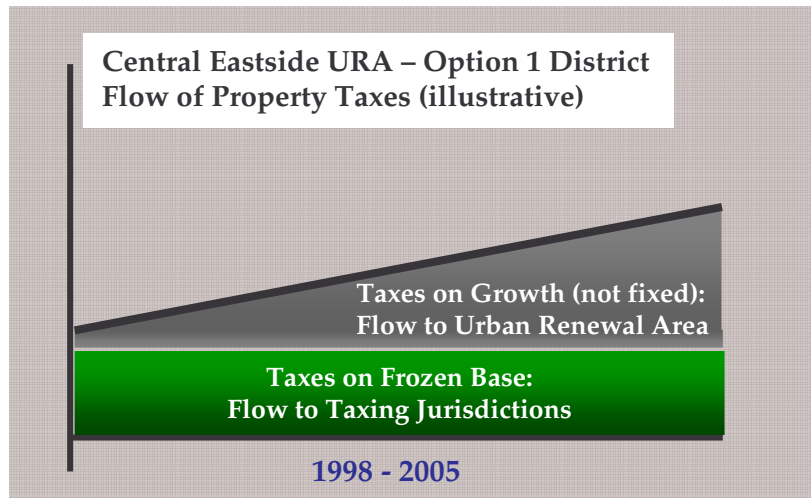 Central Eastside URA – Option 1 District
Flow of Property Taxes (illustrative)
Taxes on Growth (not fixed):
Flow to Urban Renewal Area
Taxes on Frozen Base:
Flow to Taxing Jurisdictions
1998 - 2005